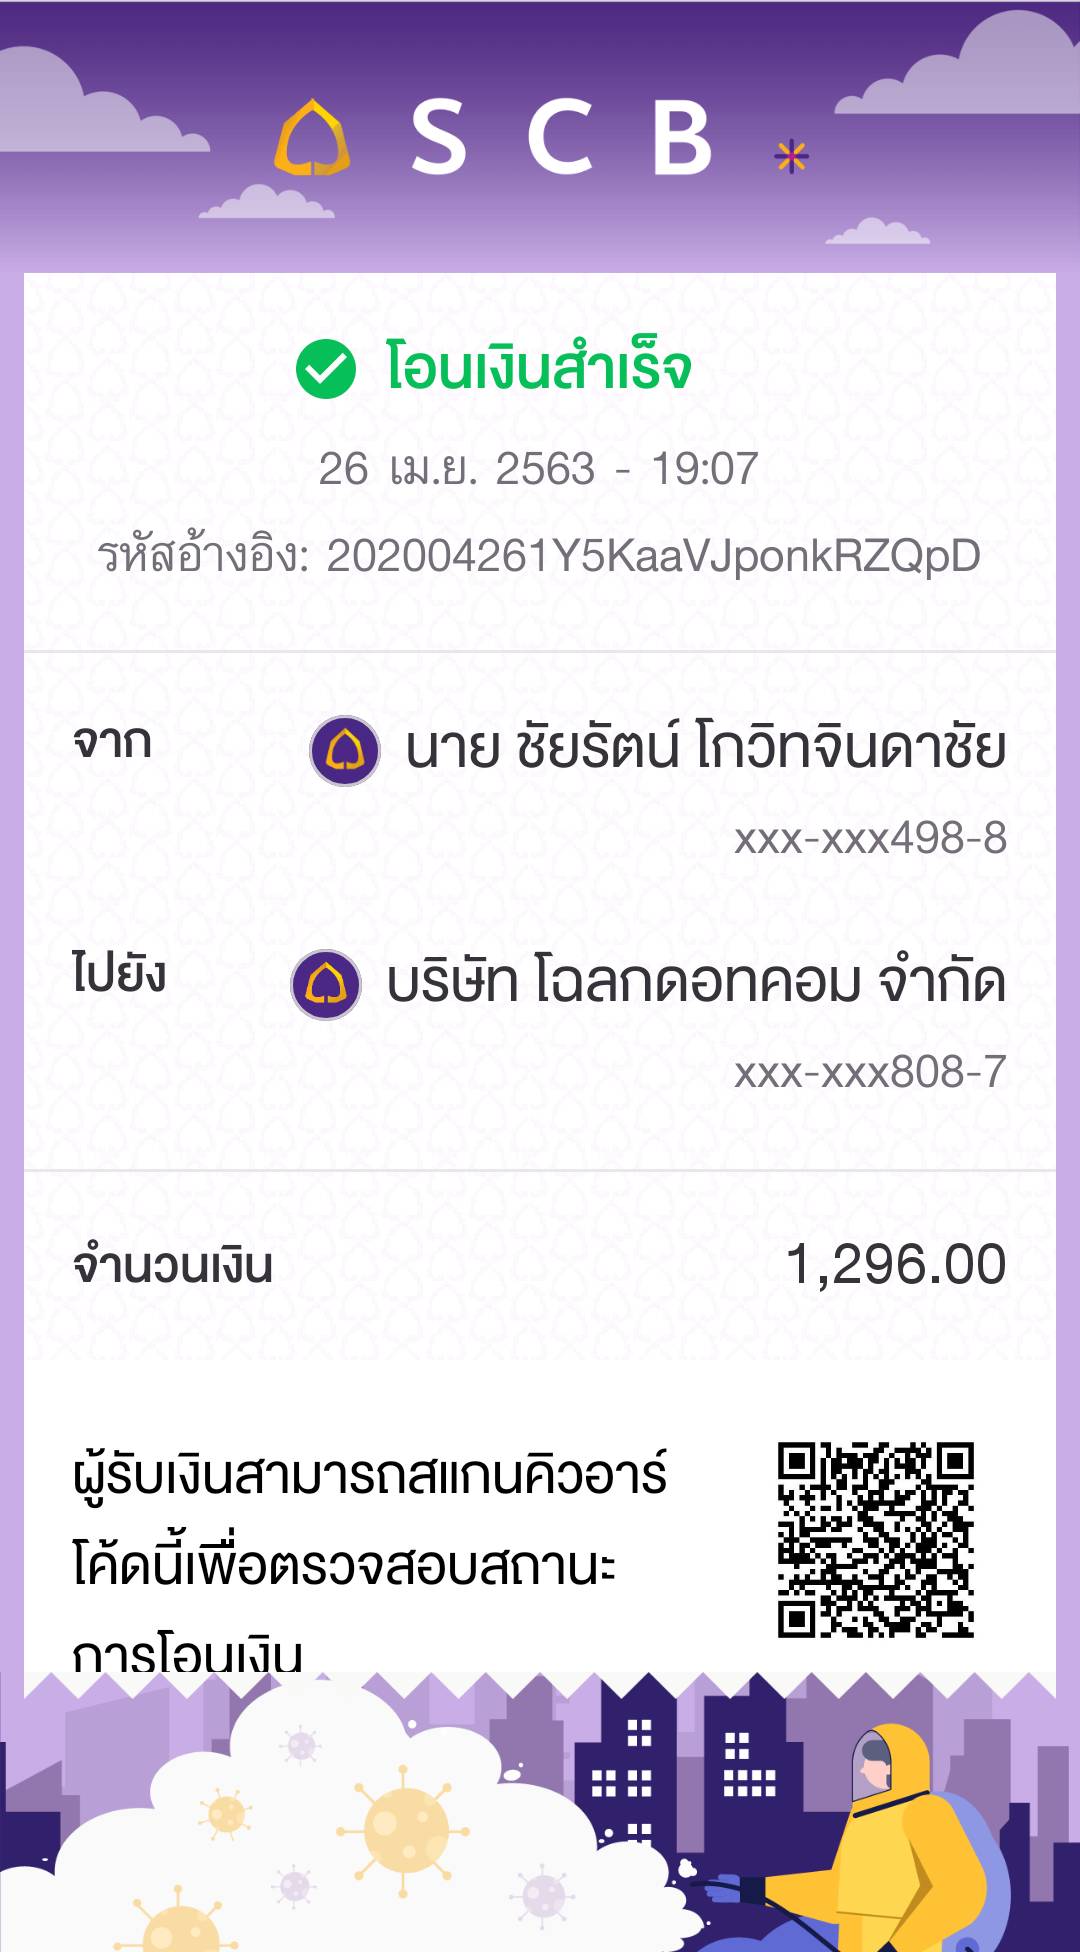 SCB
โอนเงินสำเร็จ
26 เม.ย. 2563 - 19:07
รหัสอ้างอิง: 202004261Y5KaaVJponkRZQpD
จาก
นาย ชัยรัตน์ โกวิทจินดาชัย
xxx-xxx498-8
ไปยัง
บริษัท โฉลกดอทคอม จำกัด
xxx-xxx808-7
จำนวนเงิน 1,296.00
ผู้รับเงินสามารถสแกนคิวอาร์
โค้ดนี้เพื่อตรวจสอบสถานะ
การโอนเงิน